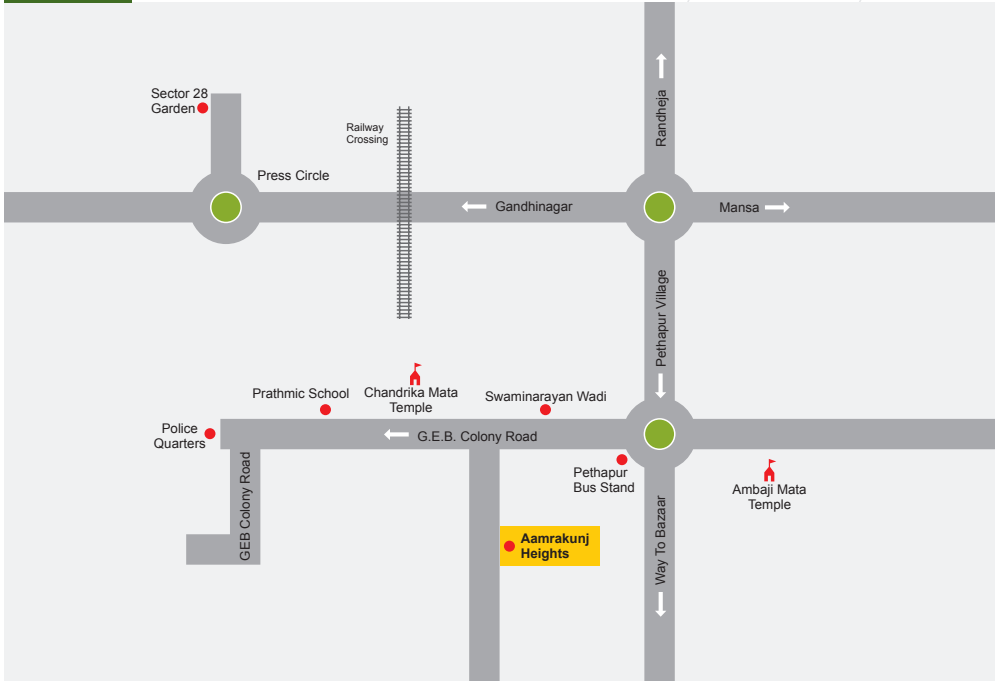 Sector 28
Garden
Randheja
Railway
Crossing
Press Circle
Gandhinagar
Mansa
Pethapur Village
Prathmic School
Chandrika Mata
Temple
Swaminarayan Wadi
Police
Quarters
G.E.B. Colony Road
GEB Colony Road
Pethapur
Bus Stand
Ambaji Mata
Temple
Way To Bazaar
Aamrakunj
Heights